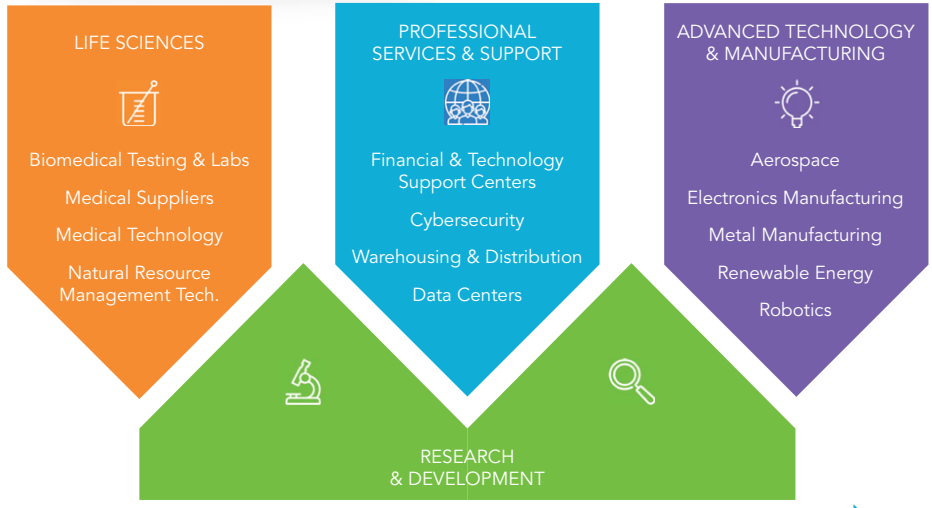 LIFE SCIENCES
Biomedical Testing & Labs
Medical Suppliers
Medical Technology
Natural Resource
Management Tech.
PROFESSIONAL
SERVICES & SUPPORT
Financial & Technology
Support Centers
Cybersecurity
Warehousing & Distribution
Data Centers
ADVANCED TECHNOLOGY
& MANUFACTURING
Aerospace
Electronics Manufacturing
Metal Manufacturing
Renewable Energy
Robotics
RESEARCH
& DEVELOPMENT